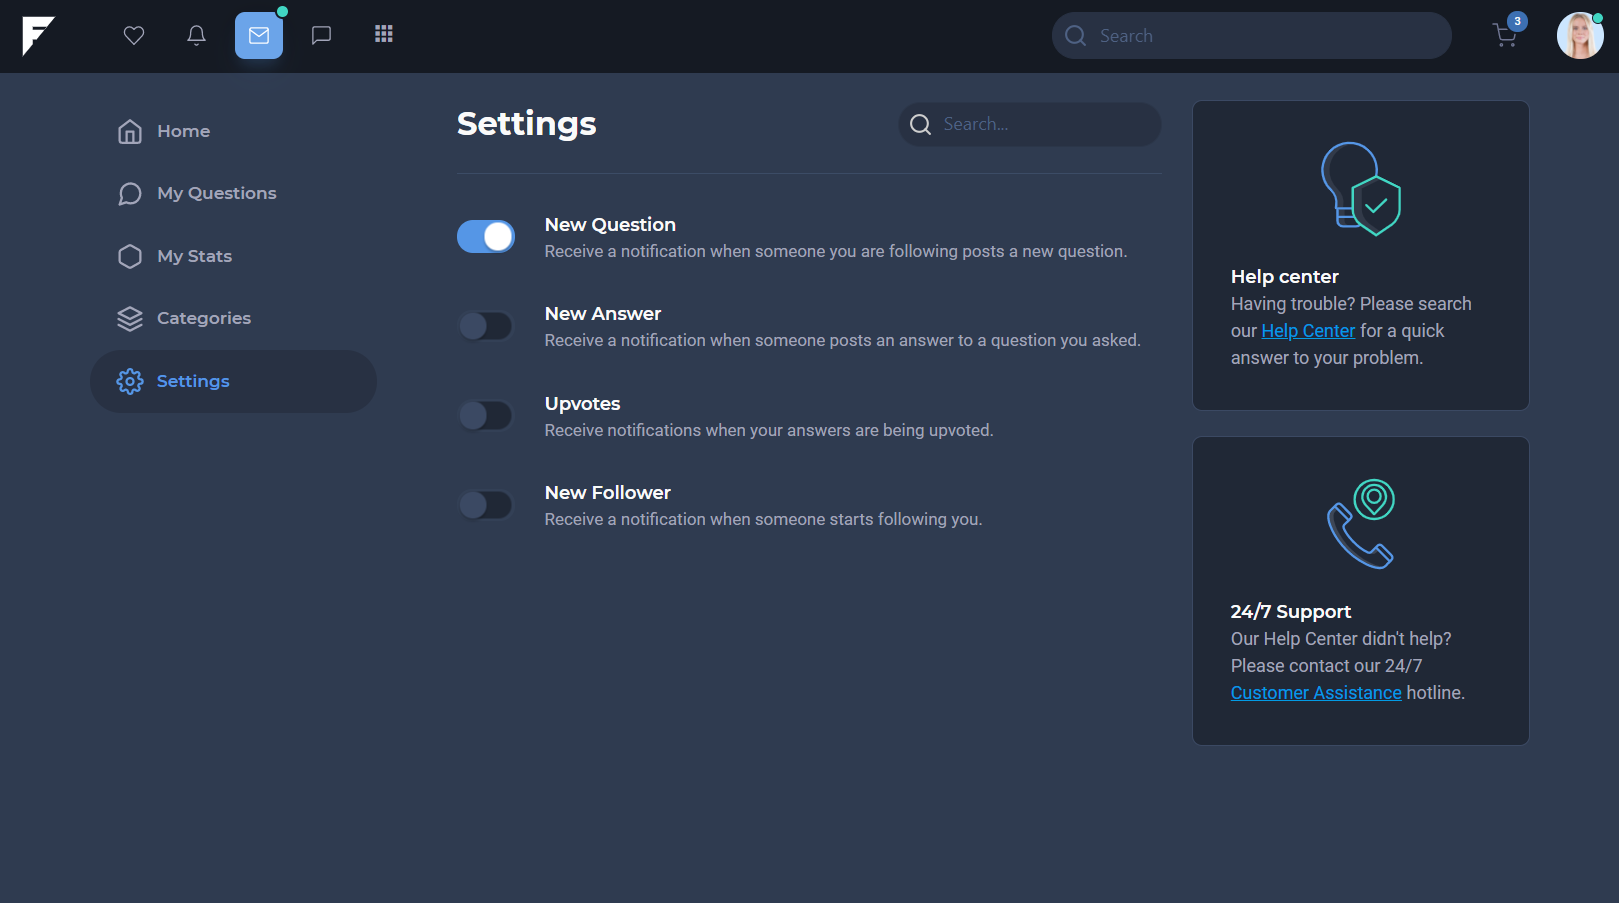 Search
3
Home
My Questions
My Stats
Categories
Settings
Settings
Search...
New Question
Receive a notification when someone you are following posts a new question.
New Answer
Receive a notification when someone posts an answer to a question you asked.
Upvotes
Receive notifications when your answers are being upvoted.
New Follower
Receive a notification when someone starts following you.
Help center
Having trouble? Please search
our Help Center for a quick
answer to your problem.
24/7 Support
Our Help Center didn't help?
Please contact our 24/7
Customer Assistance hotline.